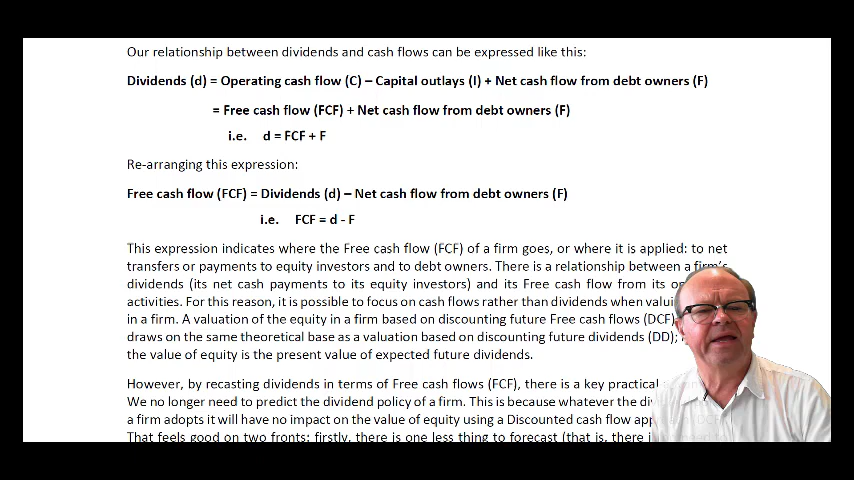 Our relationship between dividends and cash flows can be expressed like this:
Dividends (d) = Operating cash flow (C) – Capital outlays (I) + Net cash flow from debt owners (F)
= Free cash flow (FCF) + Net cash flow from debt owners (F)
i.e. d = FCF + F
Re-arranging this expression:
Free cash flow (FCF) = Dividends (d) – Net cash flow from debt owners (F)
i.e. FCF = d - F
This expression indicates where the Free cash flow (FCF) of a firm goes, or where it is applied: to net
transfers or payments to equity investors and to debt owners. There is a relationship between a firm's
dividends (its net cash payments to its equity investors) and its Free cash flow from its
activities. For this reason, it is possible to focus on cash flows rather than dividends when
in a firm. A valuation of the equity in a firm based on discounting future Free cash flows (DCF)
draws on the same theoretical base as a valuation based on discounting future dividends (DD);
the value of equity is the present value of expected future dividends.
However, by recasting dividends in terms of Free cash flows (FCF), there is a key practical
We no longer need to predict the dividend policy of a firm. This is because whatever the
a firm adopts it will have no impact on the value of equity using a Discounted cash flow
That feels good on two fronts: firstly, there is one less thing to forecast (that is, there